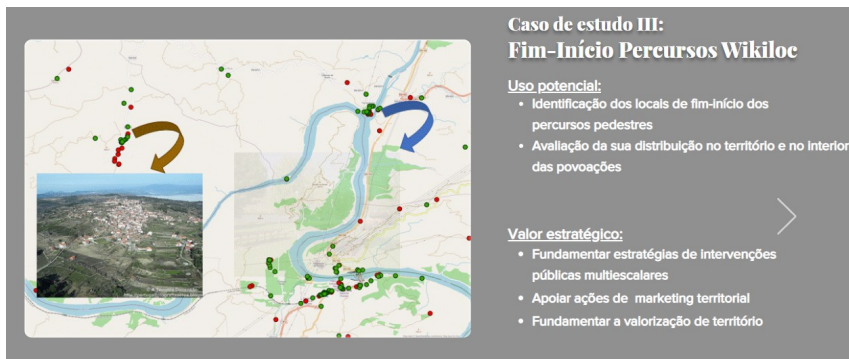 Caso de estudo III:
Fim-Início Percursos Wikiloc
Uso potencial:
• Identificação dos locais de fim-início dos
percursos pedestres
• Avaliação da sua distribuição no território e no interior
das povoações
Valor estratégico:
• Fundamentar estratégias de intervenções
públicas multiescalares
• Apoiar ações de marketing territorial
• Fundamentar a valorização de território